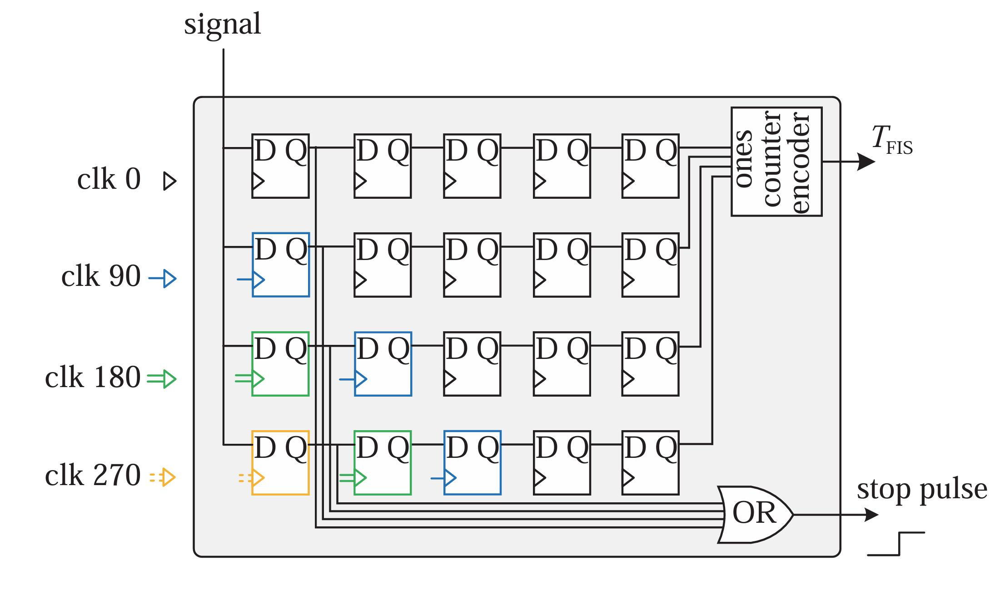 signal
clk 0
D Q D Q D Q D Q D Q
ones
counter
encoder
T FIS
clk 90
D Q D Q D Q D Q D Q
clk 180
D Q D Q D Q D Q D Q
clk 270
D Q D Q D Q D Q D Q
OR
stop pulse